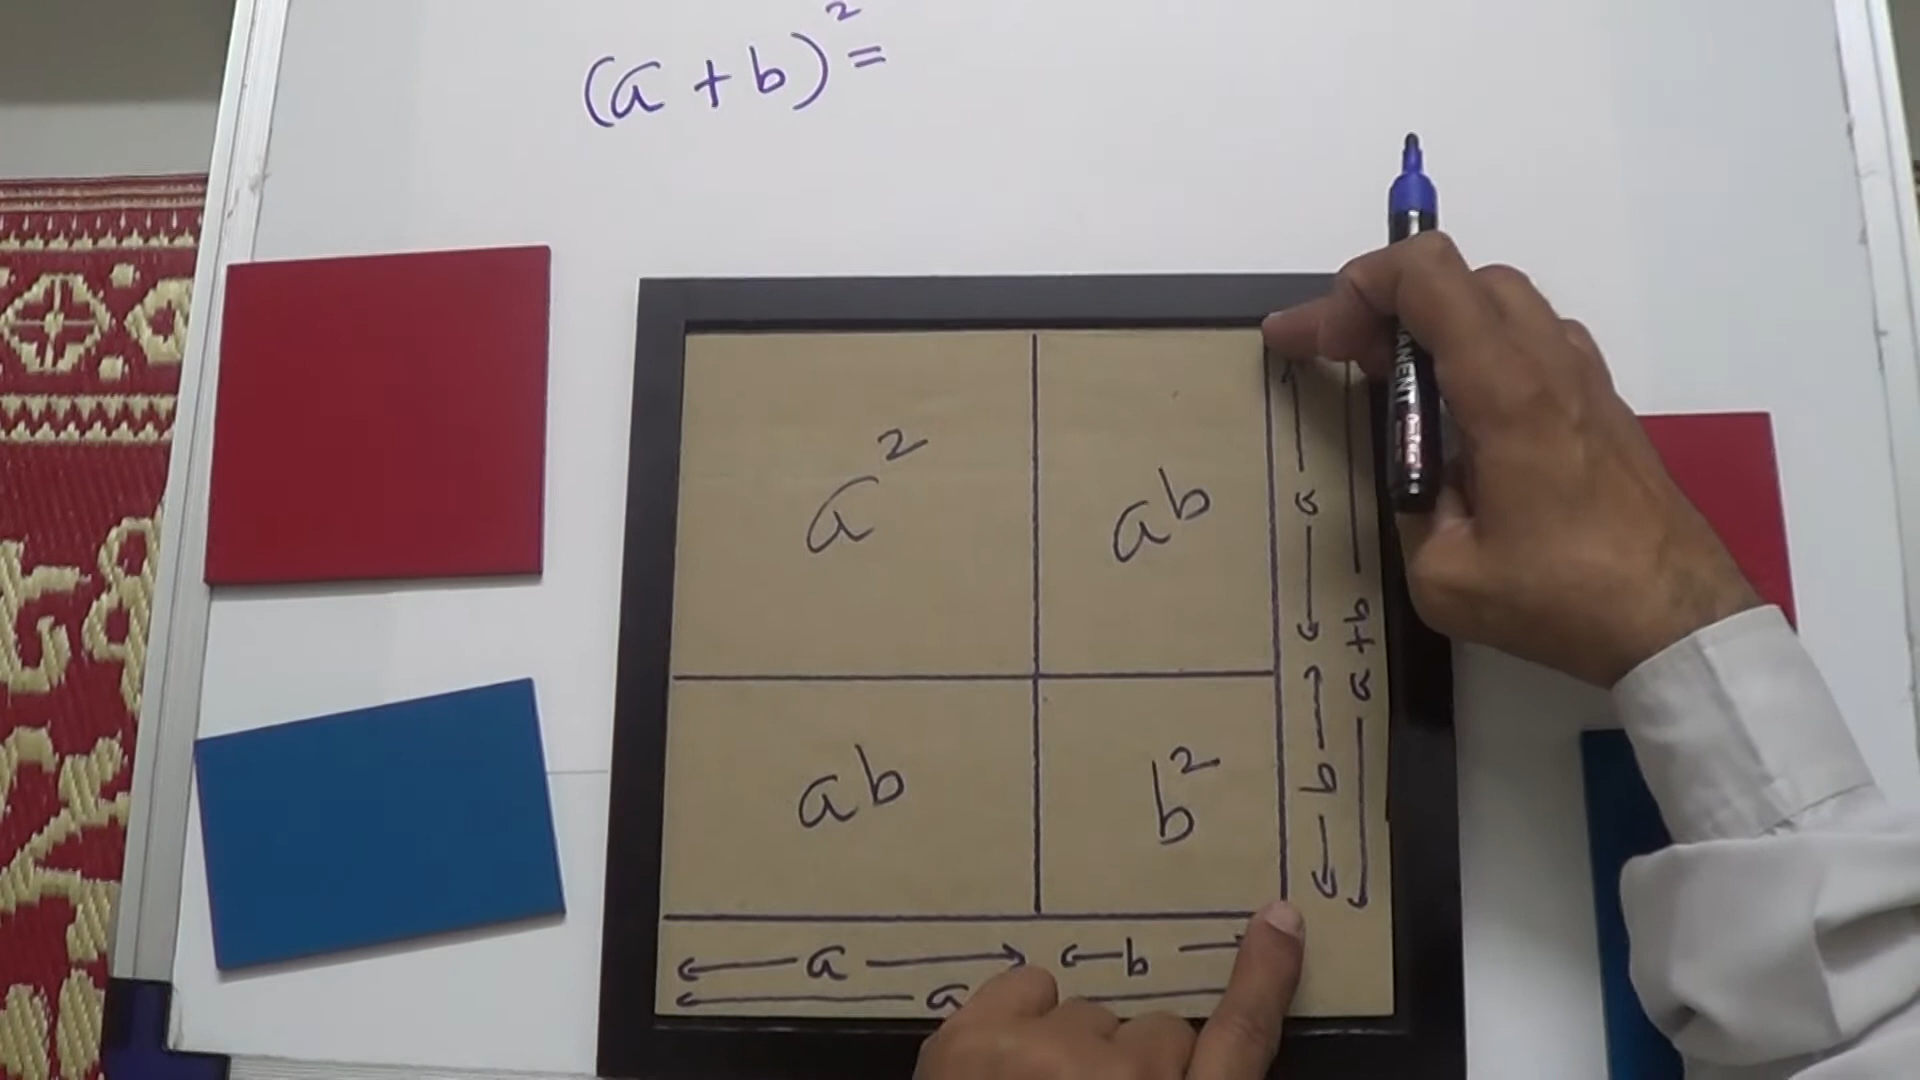 (a + b)² =
a²
ab
ab
b²
a
b
a + b
a
b
a